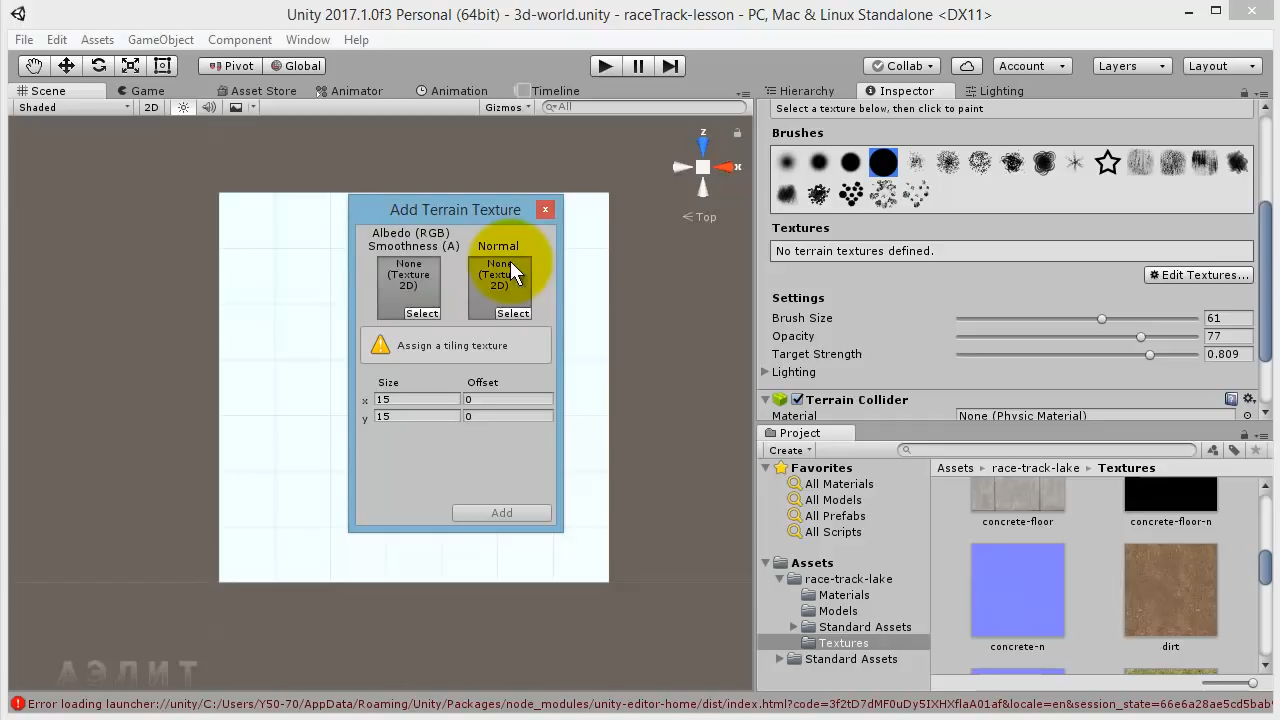 Unity 2017.1.0f3 Personal (64bit) - 3d-world.unity - raceTrack-lesson - PC, Mac & Linux Standalone <DX11>
File Edit Assets GameObject Component Window Help
Pivot Global Collab Account Layers Layout
Scene Game Asset Store Animator Animation Timeline Hierarchy Inspector Lighting
Shaded 2D Gizmos All
Select a texture below, then click to paint
Brushes
z
x
Top
Textures
No terrain textures defined.
Edit Textures...
Settings
Brush Size 61
Opacity 77
Target Strength 0.809
Lighting
Terrain Collider
Material None (Physic Material)
Add Terrain Texture
Albedo (RGB)
Smoothness (A) Normal
None
(Texture
2D)
Select
None
2D)
Select
Assign a tiling texture
Size Offset
x 15 0
y 15 0
Add
Project
Create
Favorites
All Materials
All Models
All Prefabs
All Scripts
Assets
race-track-lake
Materials
Models
Standard Assets
Textures
Standard Assets
Assets race-track-lake Textures
concrete-floor concrete-floor-n
concrete-n dirt
АЭЛИТ
Error loading launcher://unity/C:/Users/Y50-70/AppData/Roaming/Unity/Packages/node_modules/unity-editor-home/dist/index.html?code=3f2tD7dMF0uDy5IXHXflaA01af&locale=en&session_state=66e6a28ae5cd5bab